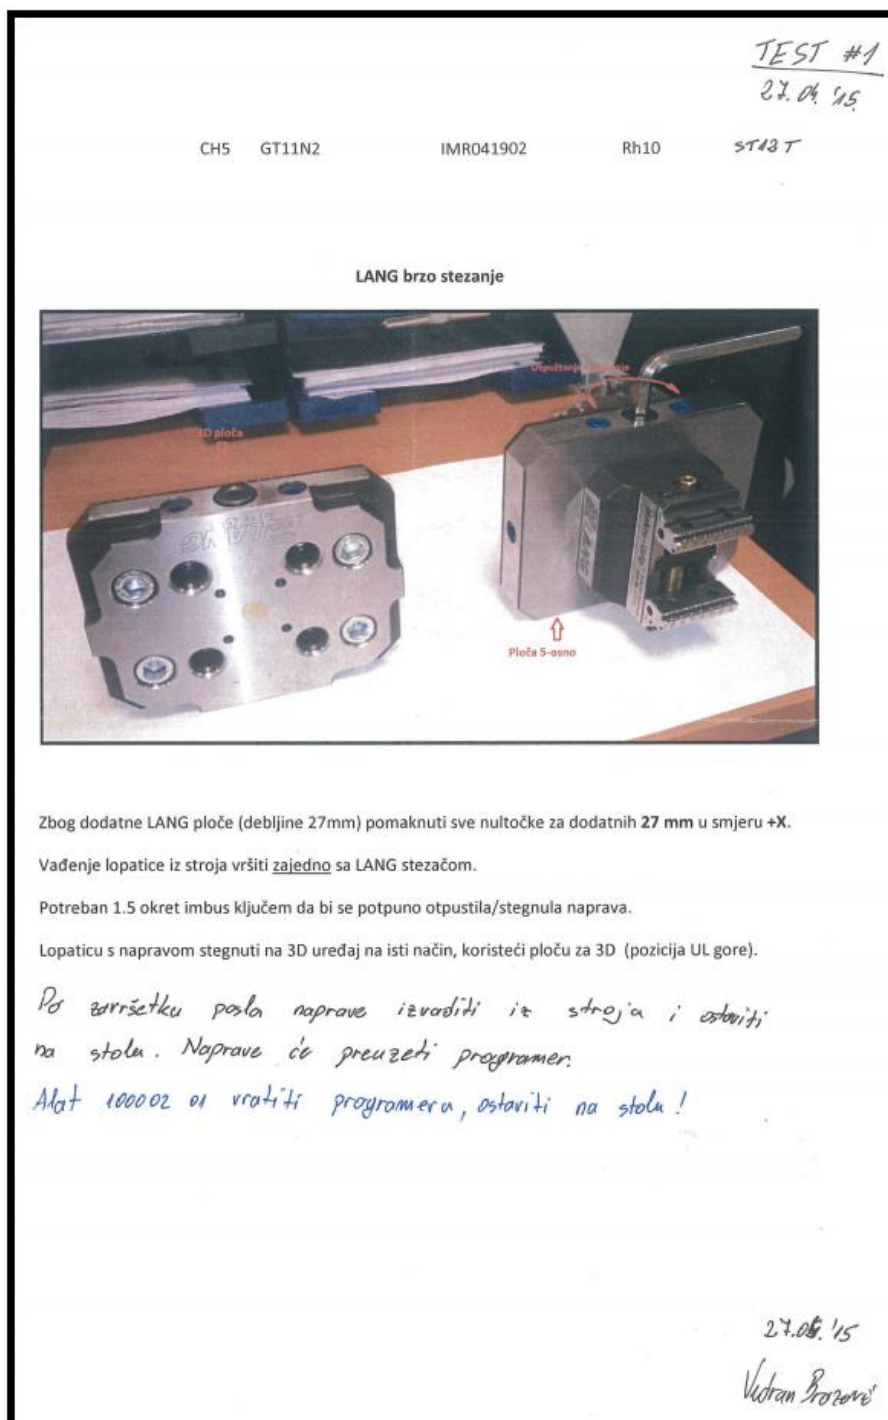 TEST #1
27.04.'15.
CH5 GT11N2 IMR041902 Rh10 ST12T
LANG brzo stezanje
3D ploča
Otpuštanje
LANG
Ploča 5-osno
Zbog dodatne LANG ploče (debljine 27mm) pomaknuti sve nultočke za dodatnih 27 mm u smjeru +X.
Vađenje lopatice iz stroja vršiti zajedno sa LANG stezačom.
Potreban 1.5 okret imbus ključem da bi se potpuno otpustila/stegnula naprava.
Lopaticu s napravom stegnuti na 3D uređaj na isti način, koristeći ploču za 3D (pozicija UL gore).
Po završetku posla naprave izvaditi iz stroja i ostaviti
na stolu. Naprave će preuzeti programer.
Alat 100002 01 vratiti programeru, ostaviti na stolu!
Vedran Brozović